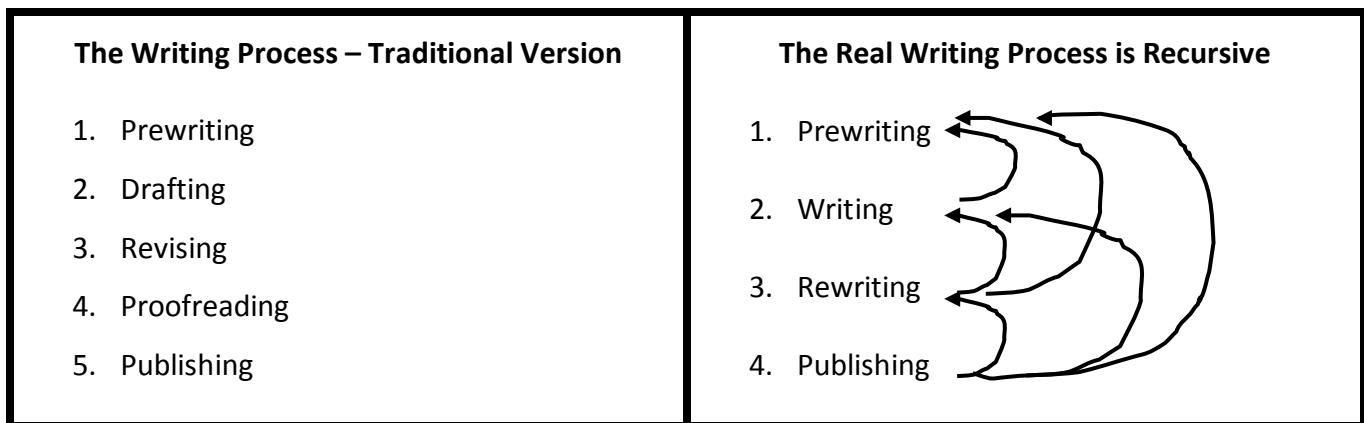 The Writing Process – Traditional Version
1. Prewriting
2. Drafting
3. Revising
4. Proofreading
5. Publishing
The Real Writing Process is Recursive
1. Prewriting
2. Writing
3. Rewriting
4. Publishing